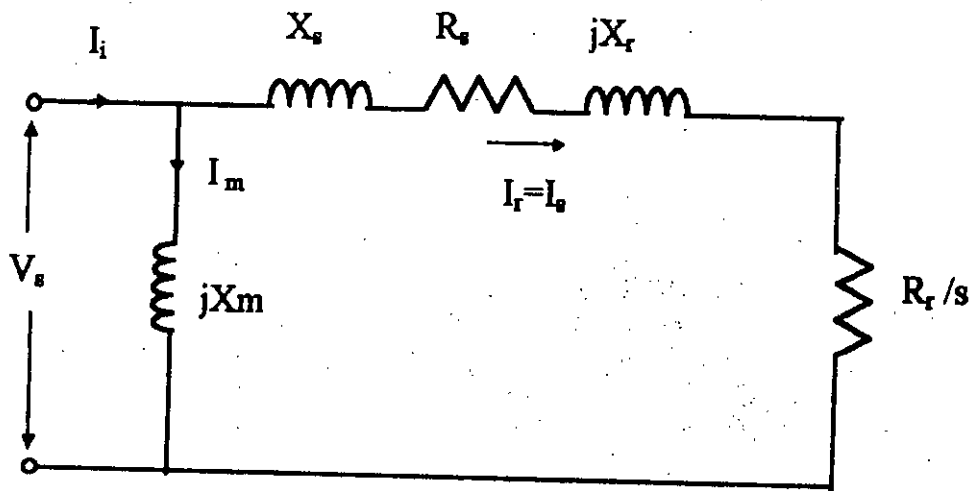 I_i
X_s
R_s
jX_r
I_m
I_r=I_s
V_s
jXm
R_r /s